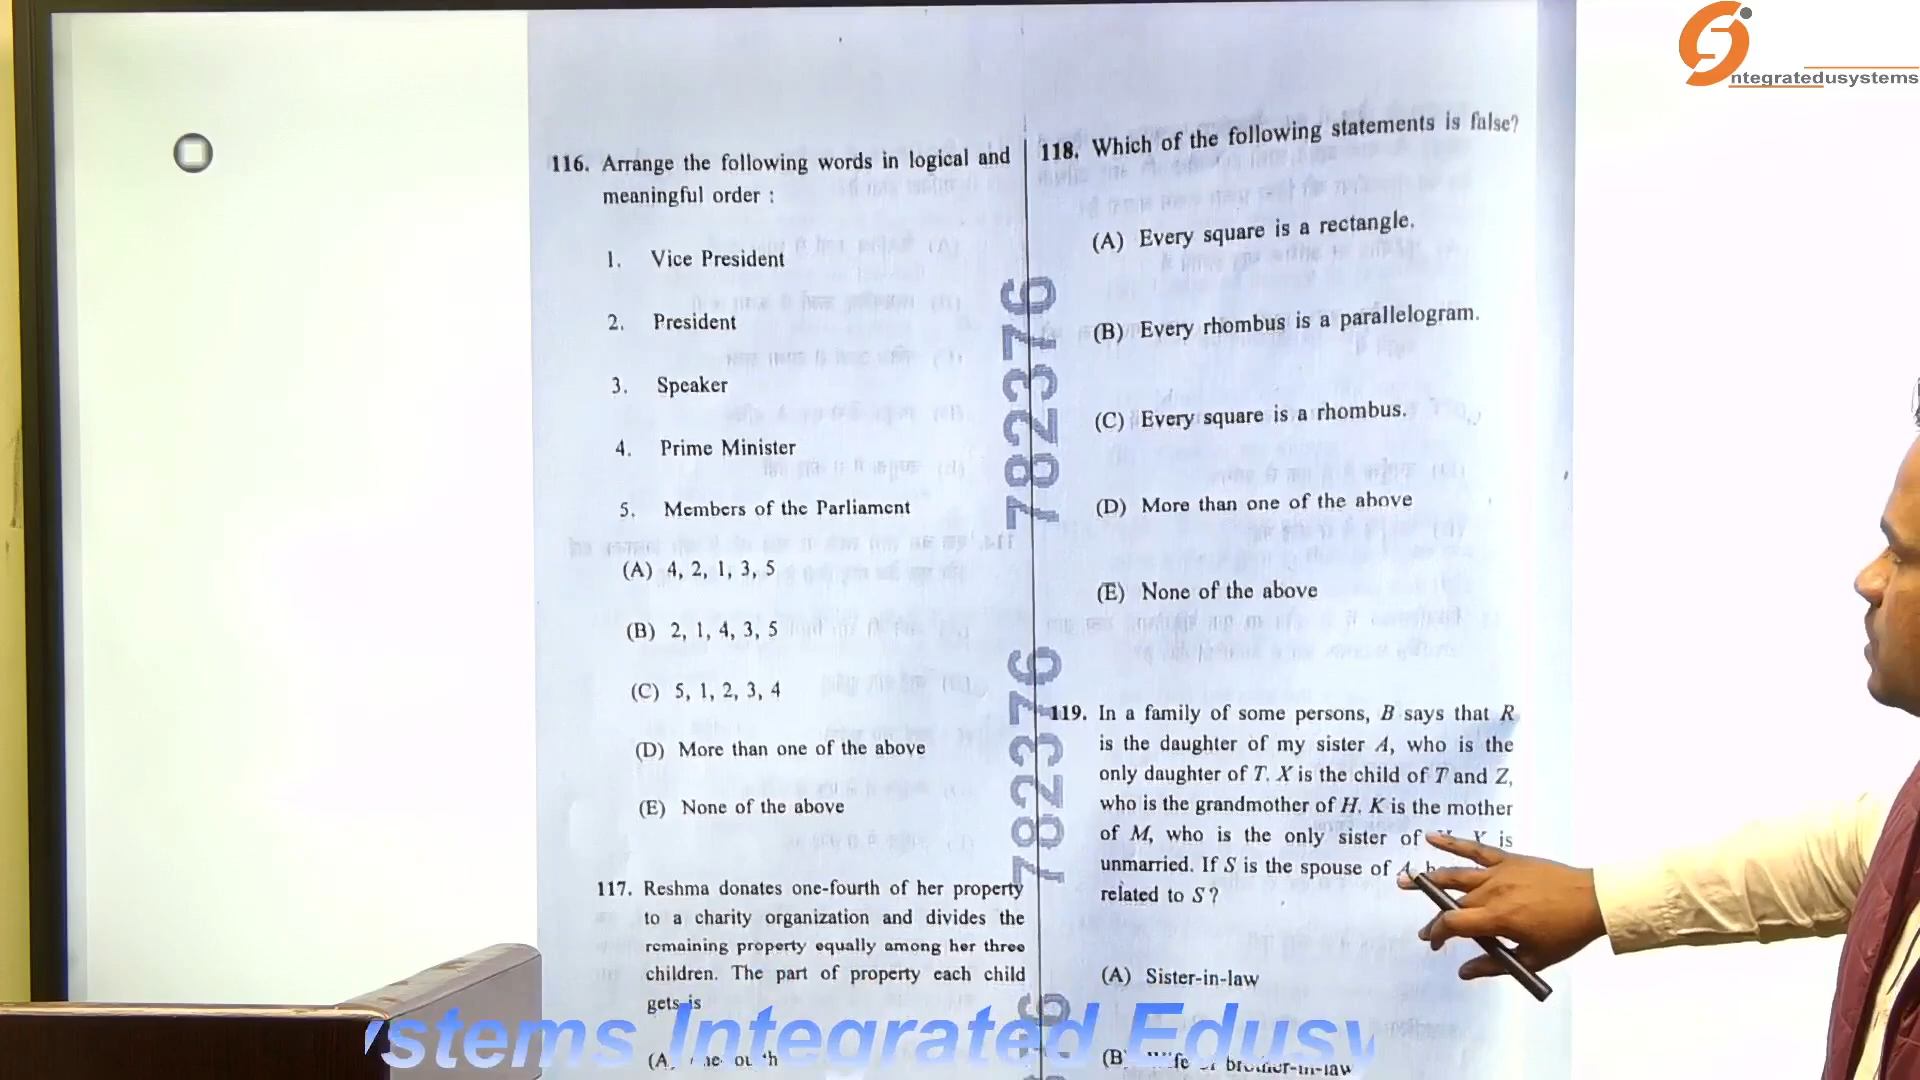 ntegratedusystems
116. Arrange the following words in logical and
meaningful order :
1. Vice President
2. President
3. Speaker
4. Prime Minister
5. Members of the Parliament
(A) 4, 2, 1, 3, 5
(B) 2, 1, 4, 3, 5
(C) 5, 1, 2, 3, 4
(D) More than one of the above
(E) None of the above
117. Reshma donates one-fourth of her property
to a charity organization and divides the
remaining property equally among her three
children. The part of property each child
gets is
(A)
782376
782376
118. Which of the following statements is false?
(A) Every square is a rectangle.
(B) Every rhombus is a parallelogram.
(C) Every square is a rhombus.
(D) More than one of the above
(E) None of the above
119. In a family of some persons, B says that R
is the daughter of my sister A, who is the
only daughter of T. X is the child of T and Z,
who is the grandmother of H. K is the mother
of M, who is the only sister of X is
unmarried. If S is the spouse of A,
related to S?
(A) Sister-in-law
(B) of brother-in-law
ystems Integrated Edusy